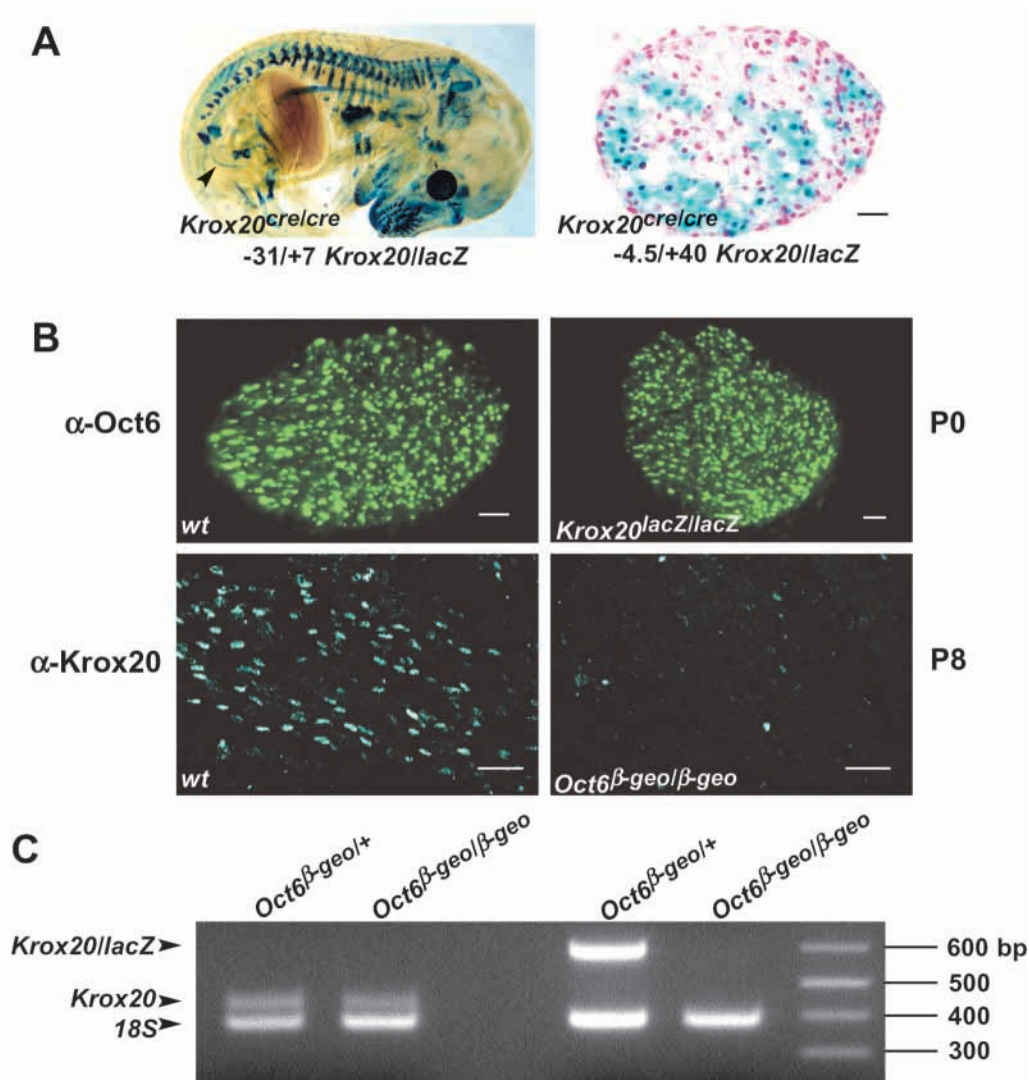 A
Krox20cre/cre
-31/+7 Krox20/lacZ
Krox20cre/cre
-4.5/+40 Krox20/lacZ
B
α-Oct6
wt
Krox20lacZ/lacZ
P0
α-Krox20
wt
Oct6β-geo/β-geo
P8
C
Oct6β-geo/+
Oct6β-geo/β-geo
Oct6β-geo/+
Oct6β-geo/β-geo
Krox20/lacZ
Krox20
18S
600 bp
500
400
300